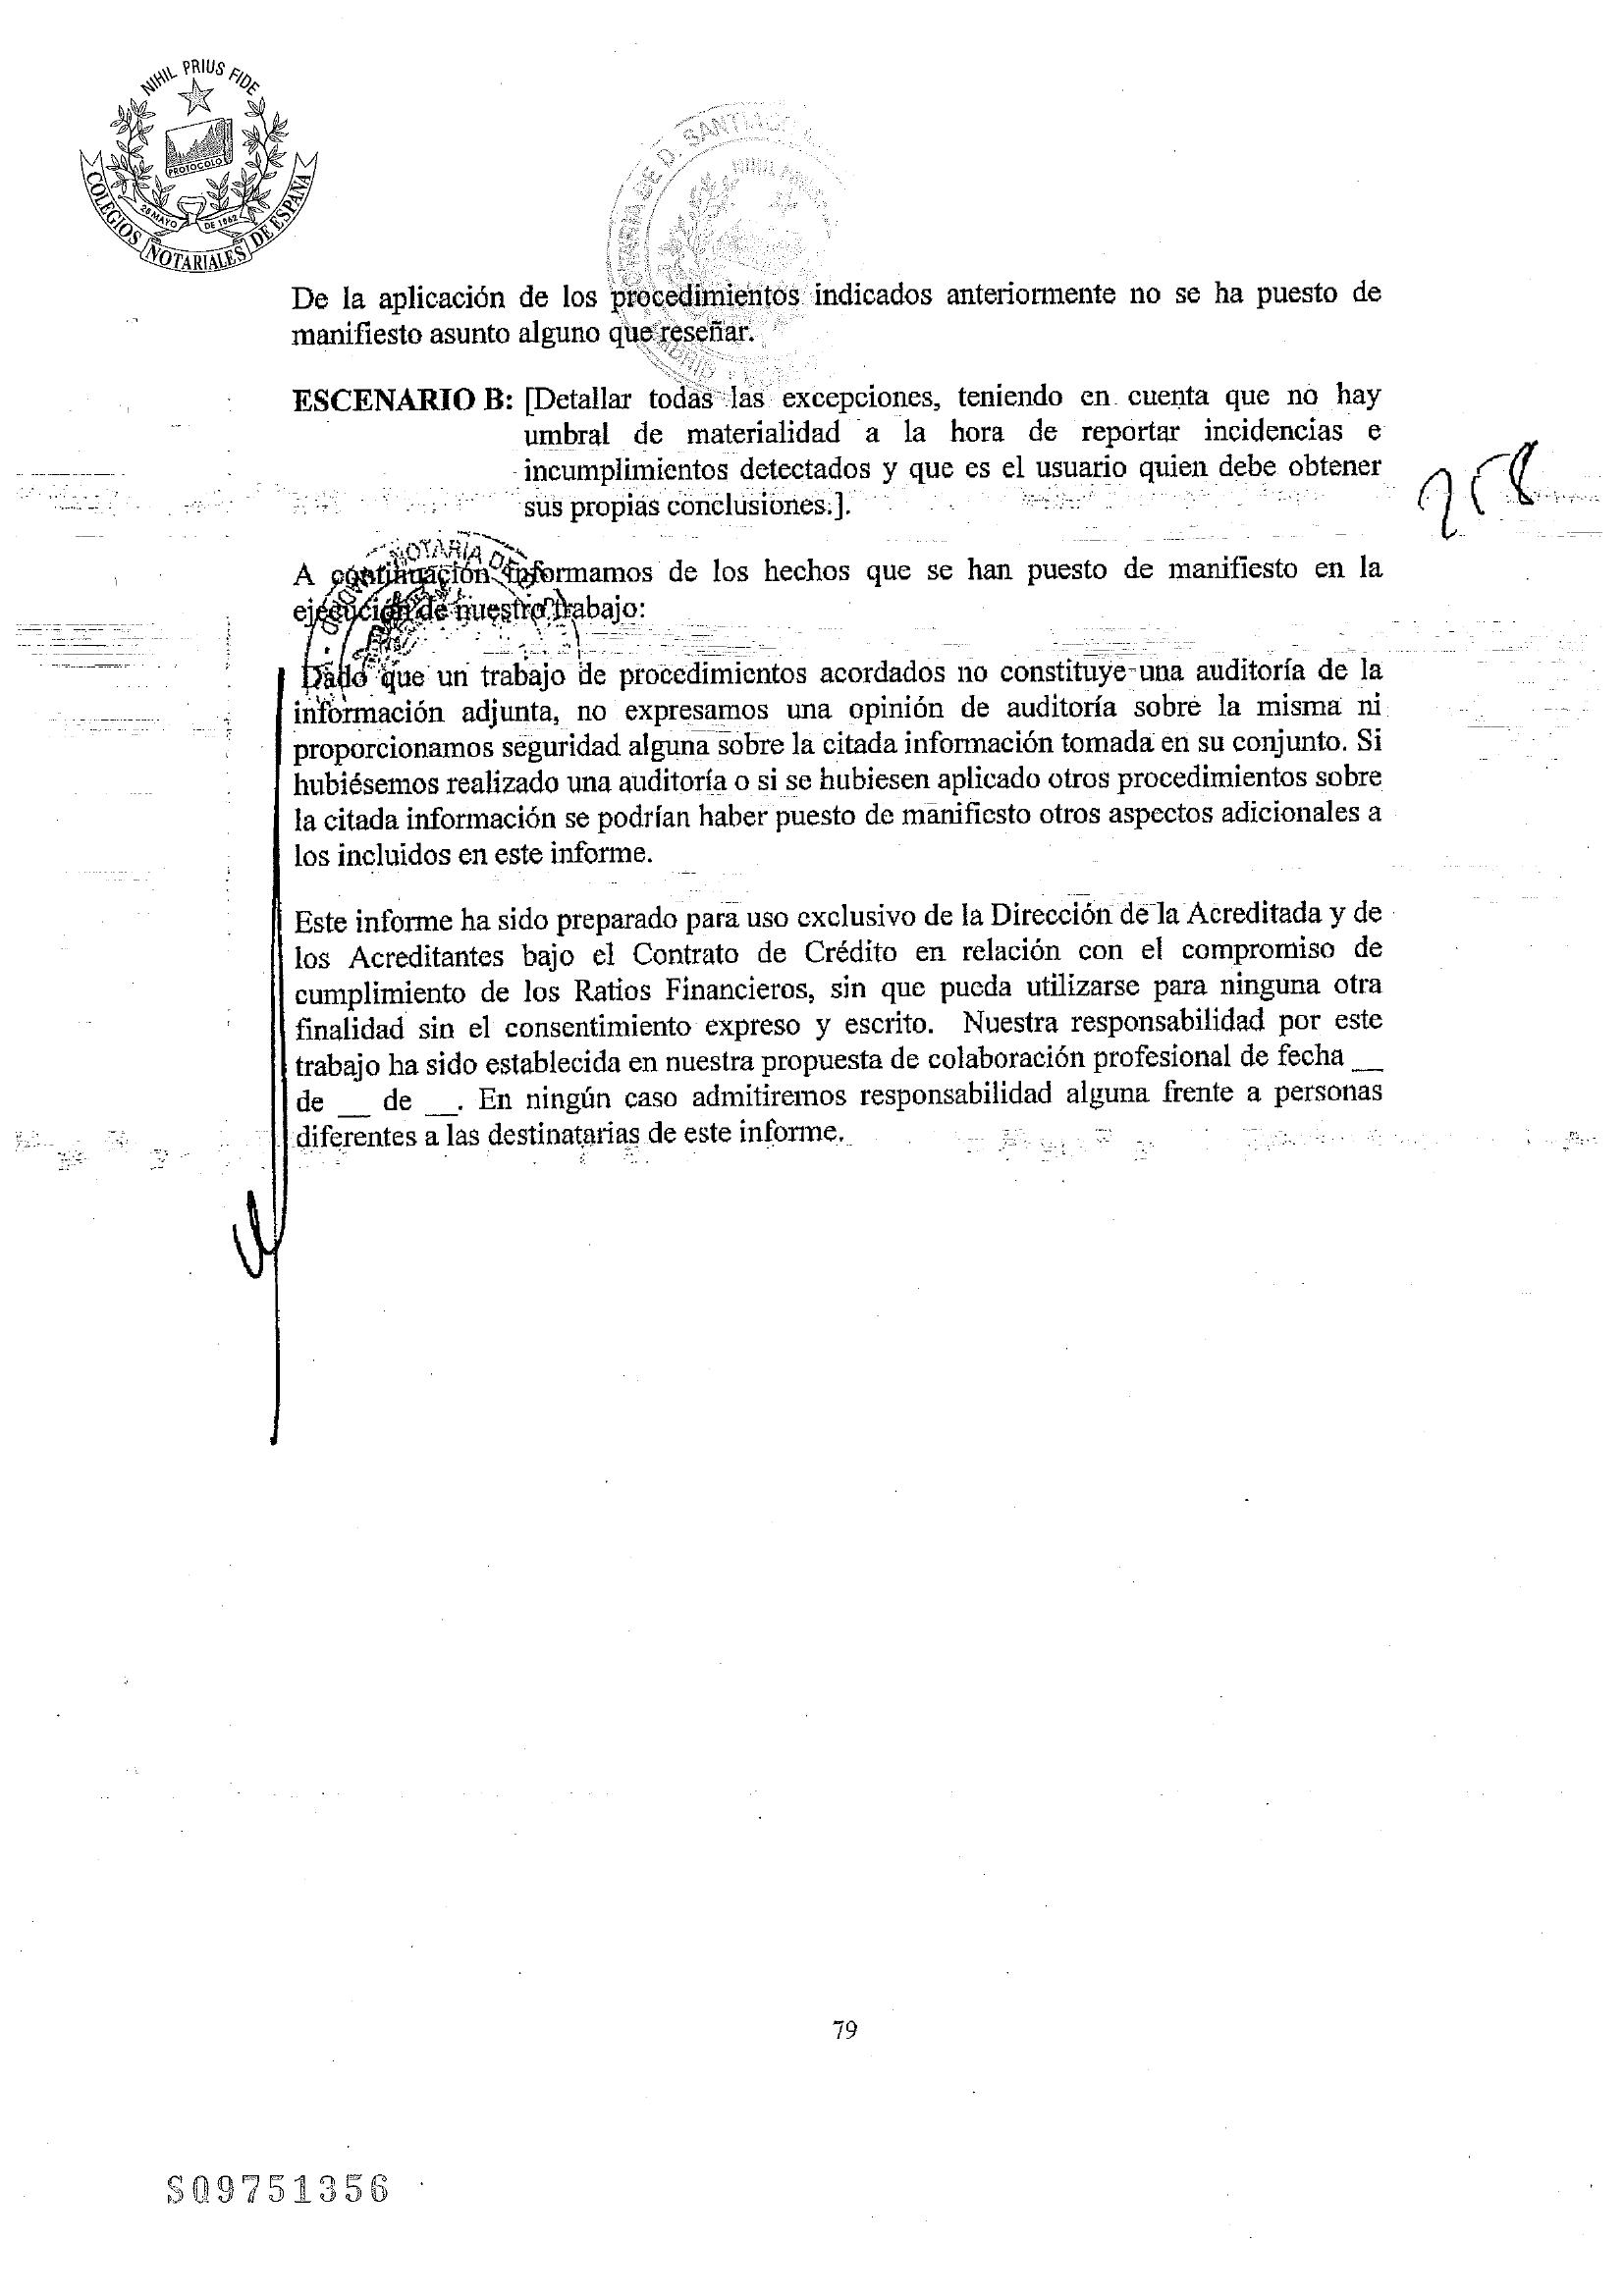 NIHIL PRIUS FIDE
PROTOCOLO
28 MAYO DE 1862
COLEGIOS NOTARIALES DE ESPAÑA
DE D. SANTIAGO
NIHIL PRIUS
De la aplicación de los procedimientos indicados anteriormente no se ha puesto de
manifiesto asunto alguno que reseñar.
ESCENARIO B: [Detallar todas las excepciones, teniendo en cuenta que no hay
umbral de materialidad a la hora de reportar incidencias e
incumplimientos detectados y que es el usuario quien debe obtener
sus propias conclusiones.].
NOTARIA DE
A continuación informamos de los hechos que se han puesto de manifiesto en la
ejecución de nuestro trabajo:
Dado que un trabajo de procedimientos acordados no constituye una auditoría de la
información adjunta, no expresamos una opinión de auditoría sobre la misma ni
proporcionamos seguridad alguna sobre la citada información tomada en su conjunto. Si
hubiésemos realizado una auditoría o si se hubiesen aplicado otros procedimientos sobre
la citada información se podrían haber puesto de manifiesto otros aspectos adicionales a
los incluidos en este informe.
Este informe ha sido preparado para uso exclusivo de la Dirección de la Acreditada y de
los Acreditantes bajo el Contrato de Crédito en relación con el compromiso de
cumplimiento de los Ratios Financieros, sin que pueda utilizarse para ninguna otra
finalidad sin el consentimiento expreso y escrito. Nuestra responsabilidad por este
trabajo ha sido establecida en nuestra propuesta de colaboración profesional de fecha __
de __ de __. En ningún caso admitiremos responsabilidad alguna frente a personas
diferentes a las destinatarias de este informe.
79
SQ9751356